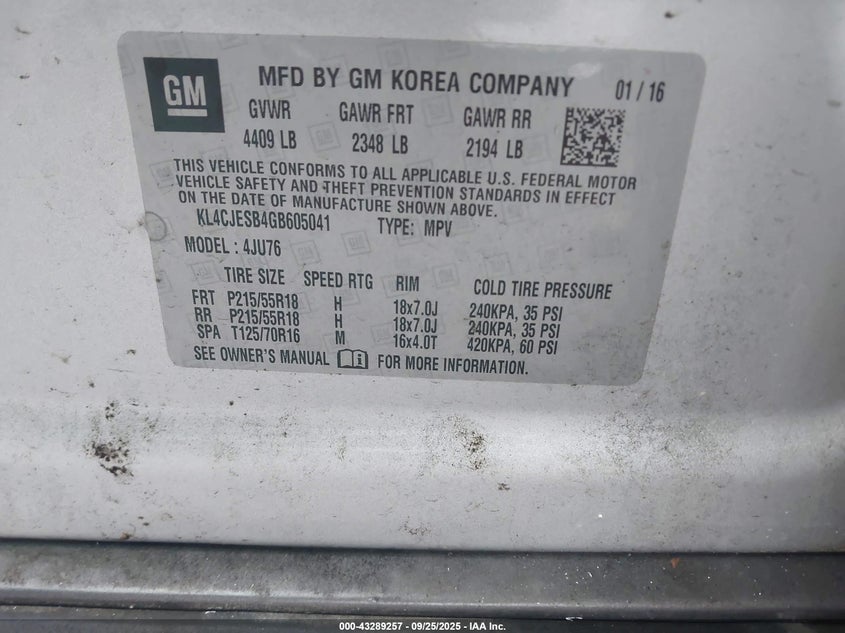 GM
MFD BY GM KOREA COMPANY 01/16
GVWR GAWR FRT GAWR RR
4409 LB 2348 LB 2194 LB
THIS VEHICLE CONFORMS TO ALL APPLICABLE U.S. FEDERAL MOTOR
VEHICLE SAFETY AND THEFT PREVENTION STANDARDS IN EFFECT
ON THE DATE OF MANUFACTURE SHOWN ABOVE.
KL4CJESB4GB605041 TYPE: MPV
MODEL: 4JU76
TIRE SIZE SPEED RTG RIM COLD TIRE PRESSURE
FRT P215/55R18 H 18x7.0J 240KPA, 35 PSI
RR P215/55R18 H 18x7.0J 240KPA, 35 PSI
SPA T125/70R16 M 16x4.0T 420KPA, 60 PSI
SEE OWNER'S MANUAL FOR MORE INFORMATION.
000-43289257 - 09/25/2025 - IAA Inc.